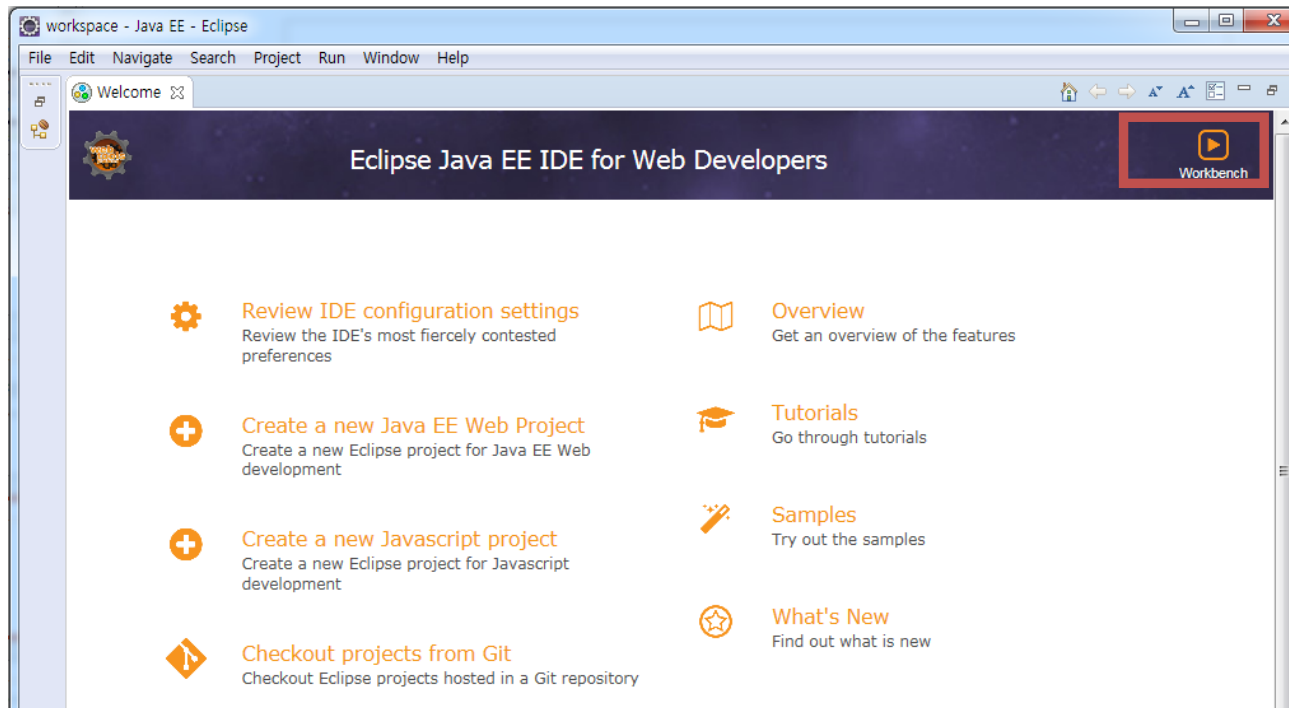 workspace - Java EE - Eclipse
File Edit Navigate Search Project Run Window Help
Welcome
Eclipse Java EE IDE for Web Developers
Workbench
Review IDE configuration settings
Review the IDE's most fiercely contested
preferences
Create a new Java EE Web Project
Create a new Eclipse project for Java EE Web
development
Create a new Javascript project
Create a new Eclipse project for Javascript
development
Checkout projects from Git
Checkout Eclipse projects hosted in a Git repository
Overview
Get an overview of the features
Tutorials
Go through tutorials
Samples
Try out the samples
What's New
Find out what is new